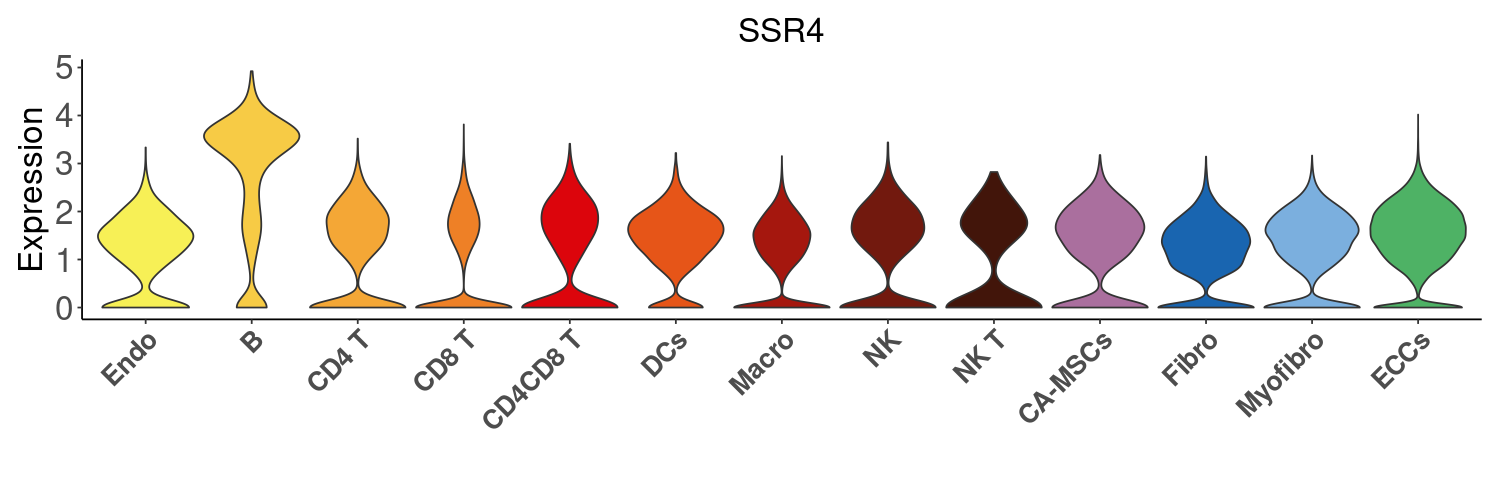 SSR4
Expression
5
4
3
2
1
0
Endo
B
CD4 T
CD8 T
CD4CD8 T
DCs
Macro
NK
NK T
CA-MSCs
Fibro
Myofibro
ECCs